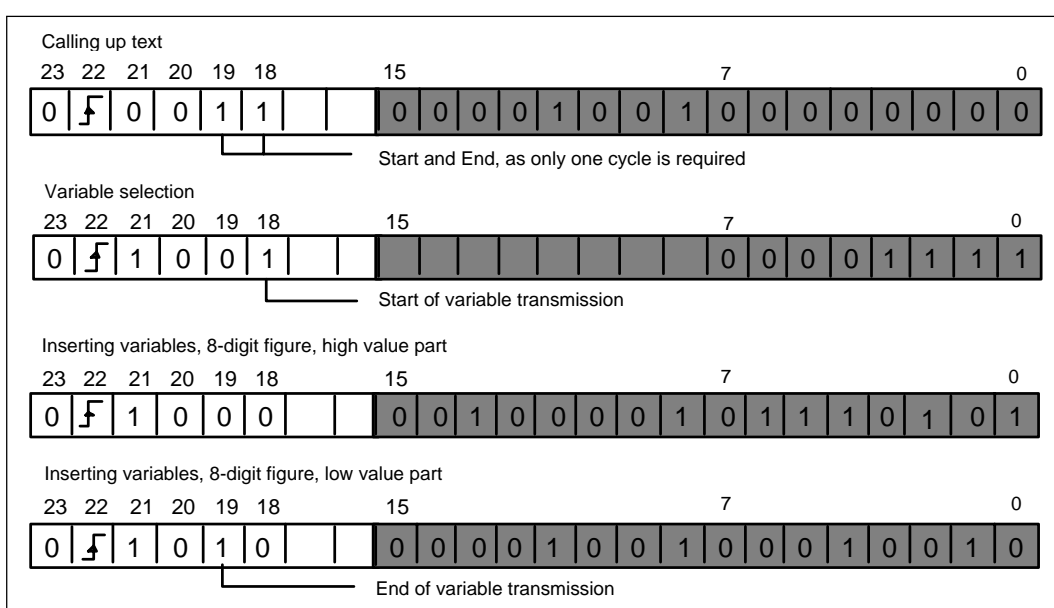 Calling up text
23 22 21 20 19 18 15 7 0
0 0 0 1 1 0 0 0 0 1 0 0 1 0 0 0 0 0 0 0 0
Start and End, as only one cycle is required
Variable selection
23 22 21 20 19 18 15 7 0
0 1 0 0 1 0 0 0 0 1 1 1 1
Start of variable transmission
Inserting variables, 8-digit figure, high value part
23 22 21 20 19 18 15 7 0
0 1 0 0 0 0 0 1 0 0 0 0 1 0 1 1 1 0 1 0 1
Inserting variables, 8-digit figure, low value part
23 22 21 20 19 18 15 7 0
0 1 0 1 0 0 0 0 0 1 0 0 1 0 0 0 1 0 0 1 0
End of variable transmission